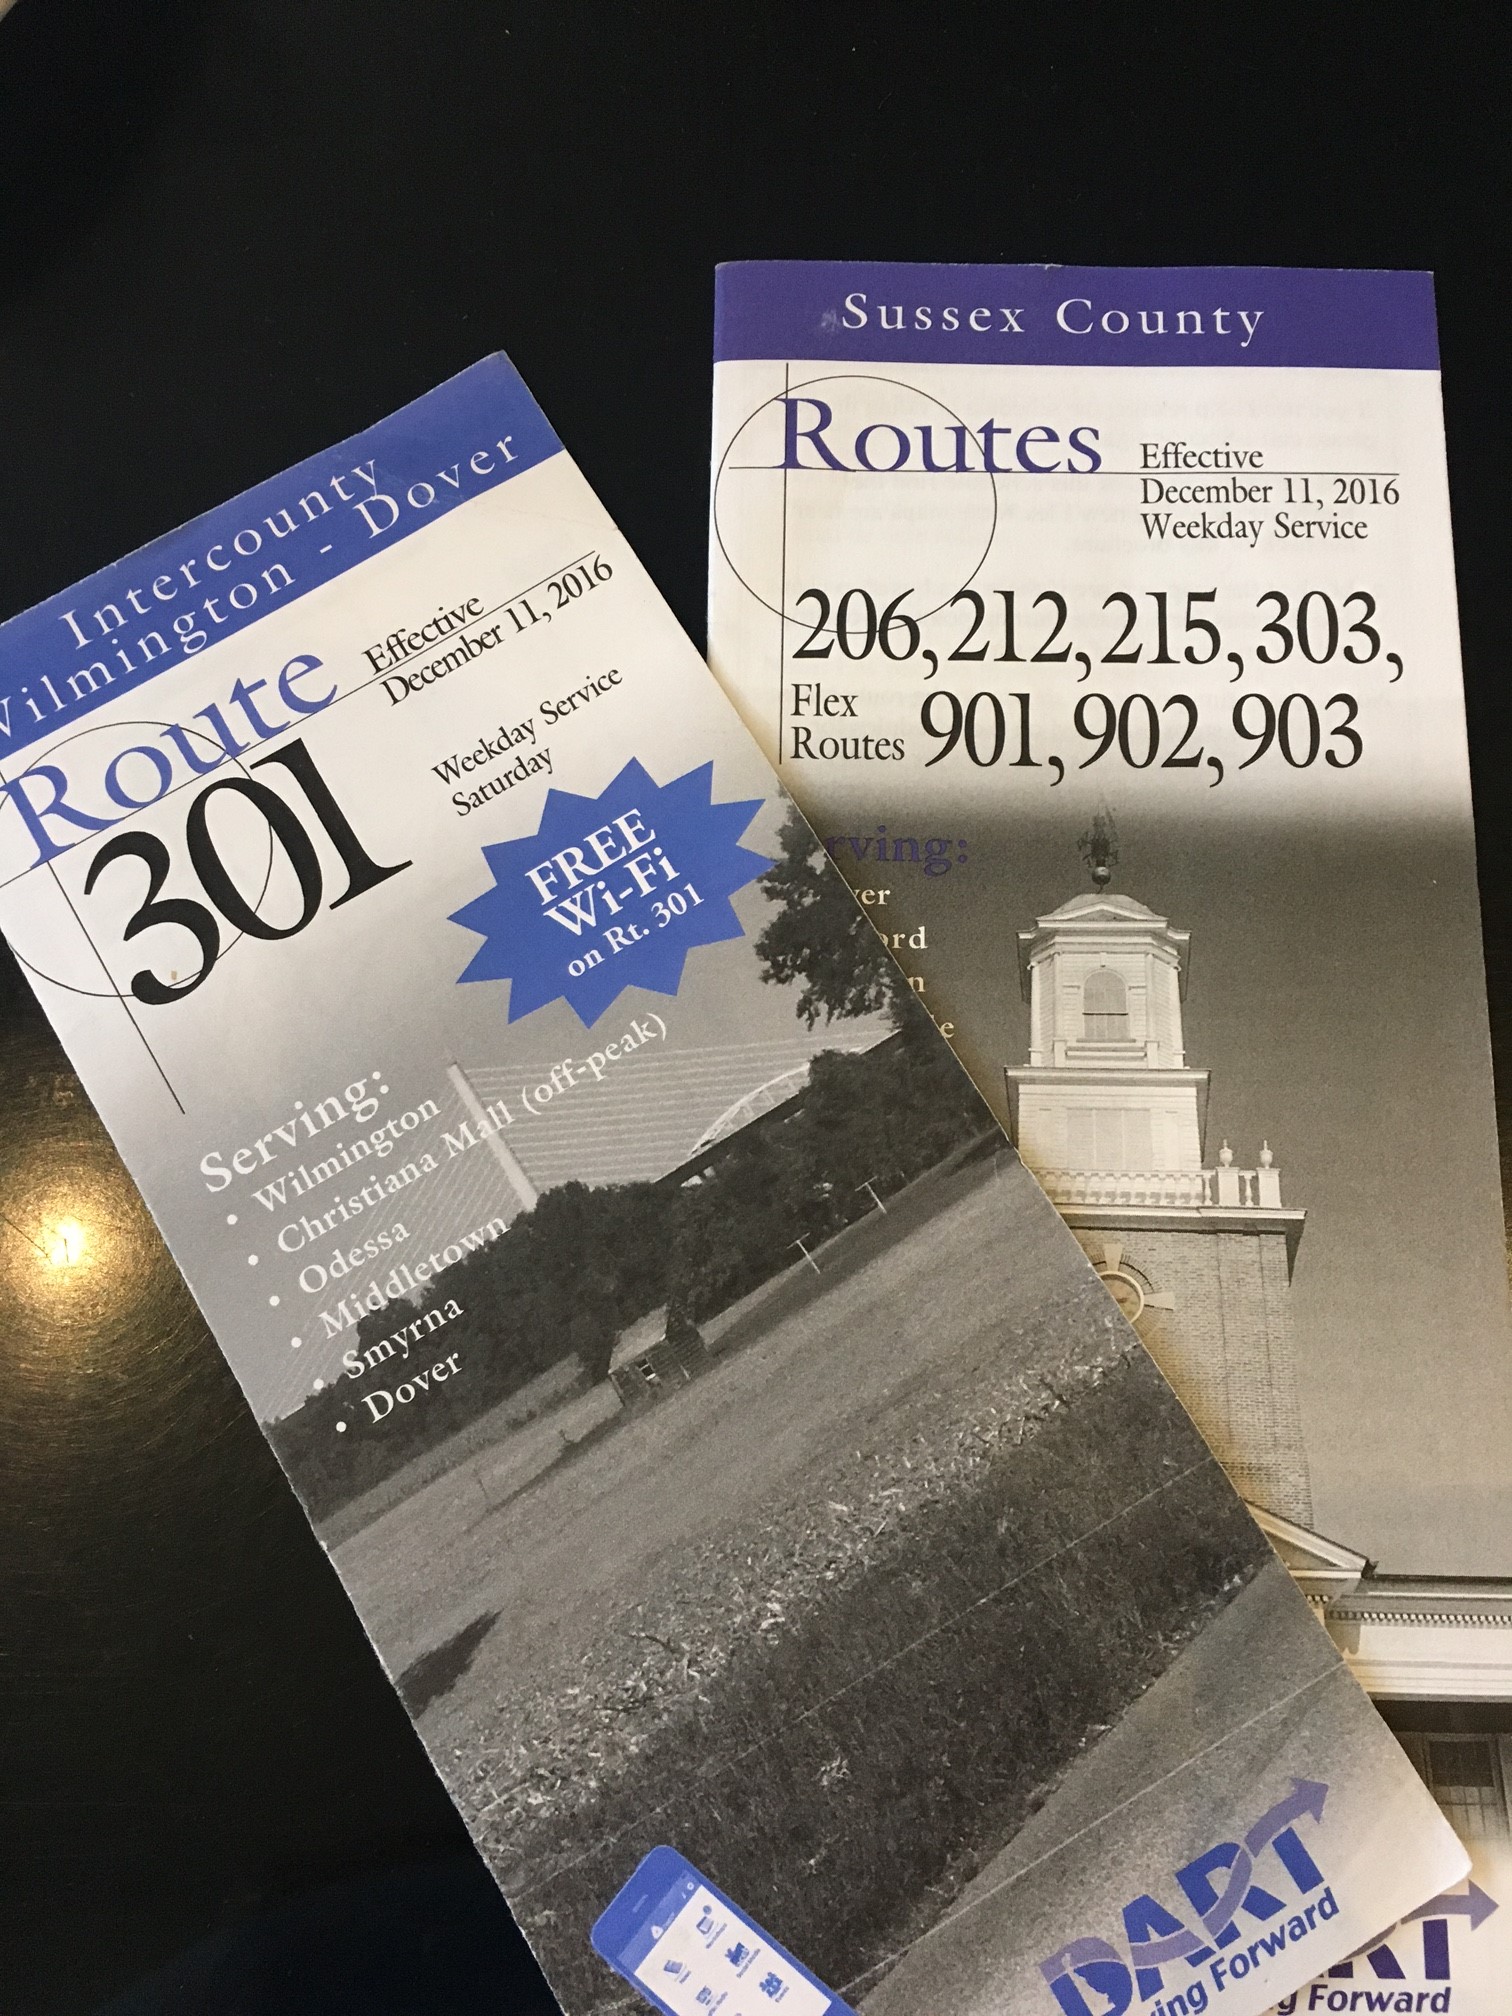 Intercounty
Wilmington - Dover
Route
Effective
December 11, 2016
301
Weekday Service
Saturday
FREE
Wi-Fi
on Rt. 301
Serving:
• Wilmington
• Christiana Mall (off-peak)
• Odessa
• Middletown
• Smyrna
• Dover
DART
Forward
Sussex County
Routes
Effective
December 11, 2016
Weekday Service
206, 212, 215, 303,
Flex
Routes 901, 902, 903
Forward